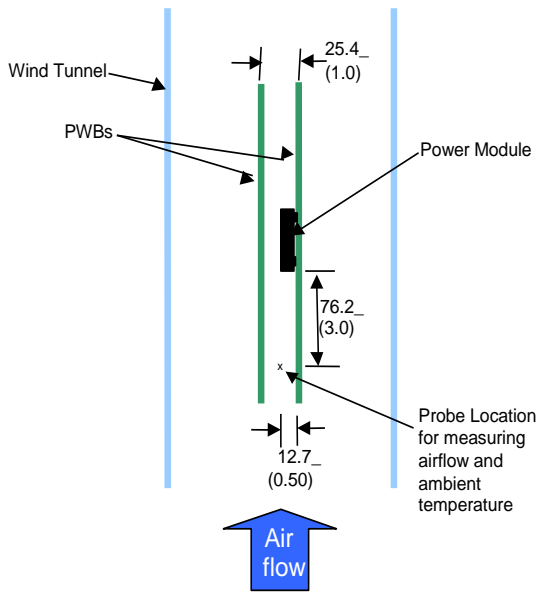 25.4_
(1.0)
Wind Tunnel
PWBs
Power Module
76.2_
(3.0)
x
Probe Location
for measuring
airflow and
ambient
temperature
12.7_
(0.50)
Air
flow